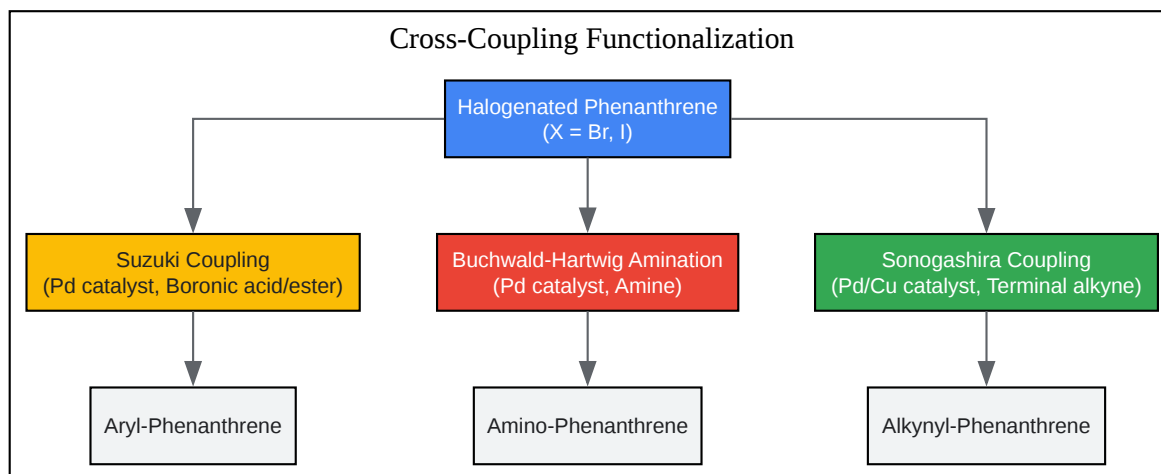 Cross-Coupling Functionalization
Halogenated Phenanthrene
(X = Br, I)
Suzuki Coupling
(Pd catalyst, Boronic acid/ester)
Buchwald-Hartwig Amination
(Pd catalyst, Amine)
Sonogashira Coupling
(Pd/Cu catalyst, Terminal alkyne)
Aryl-Phenanthrene
Amino-Phenanthrene
Alkynyl-Phenanthrene